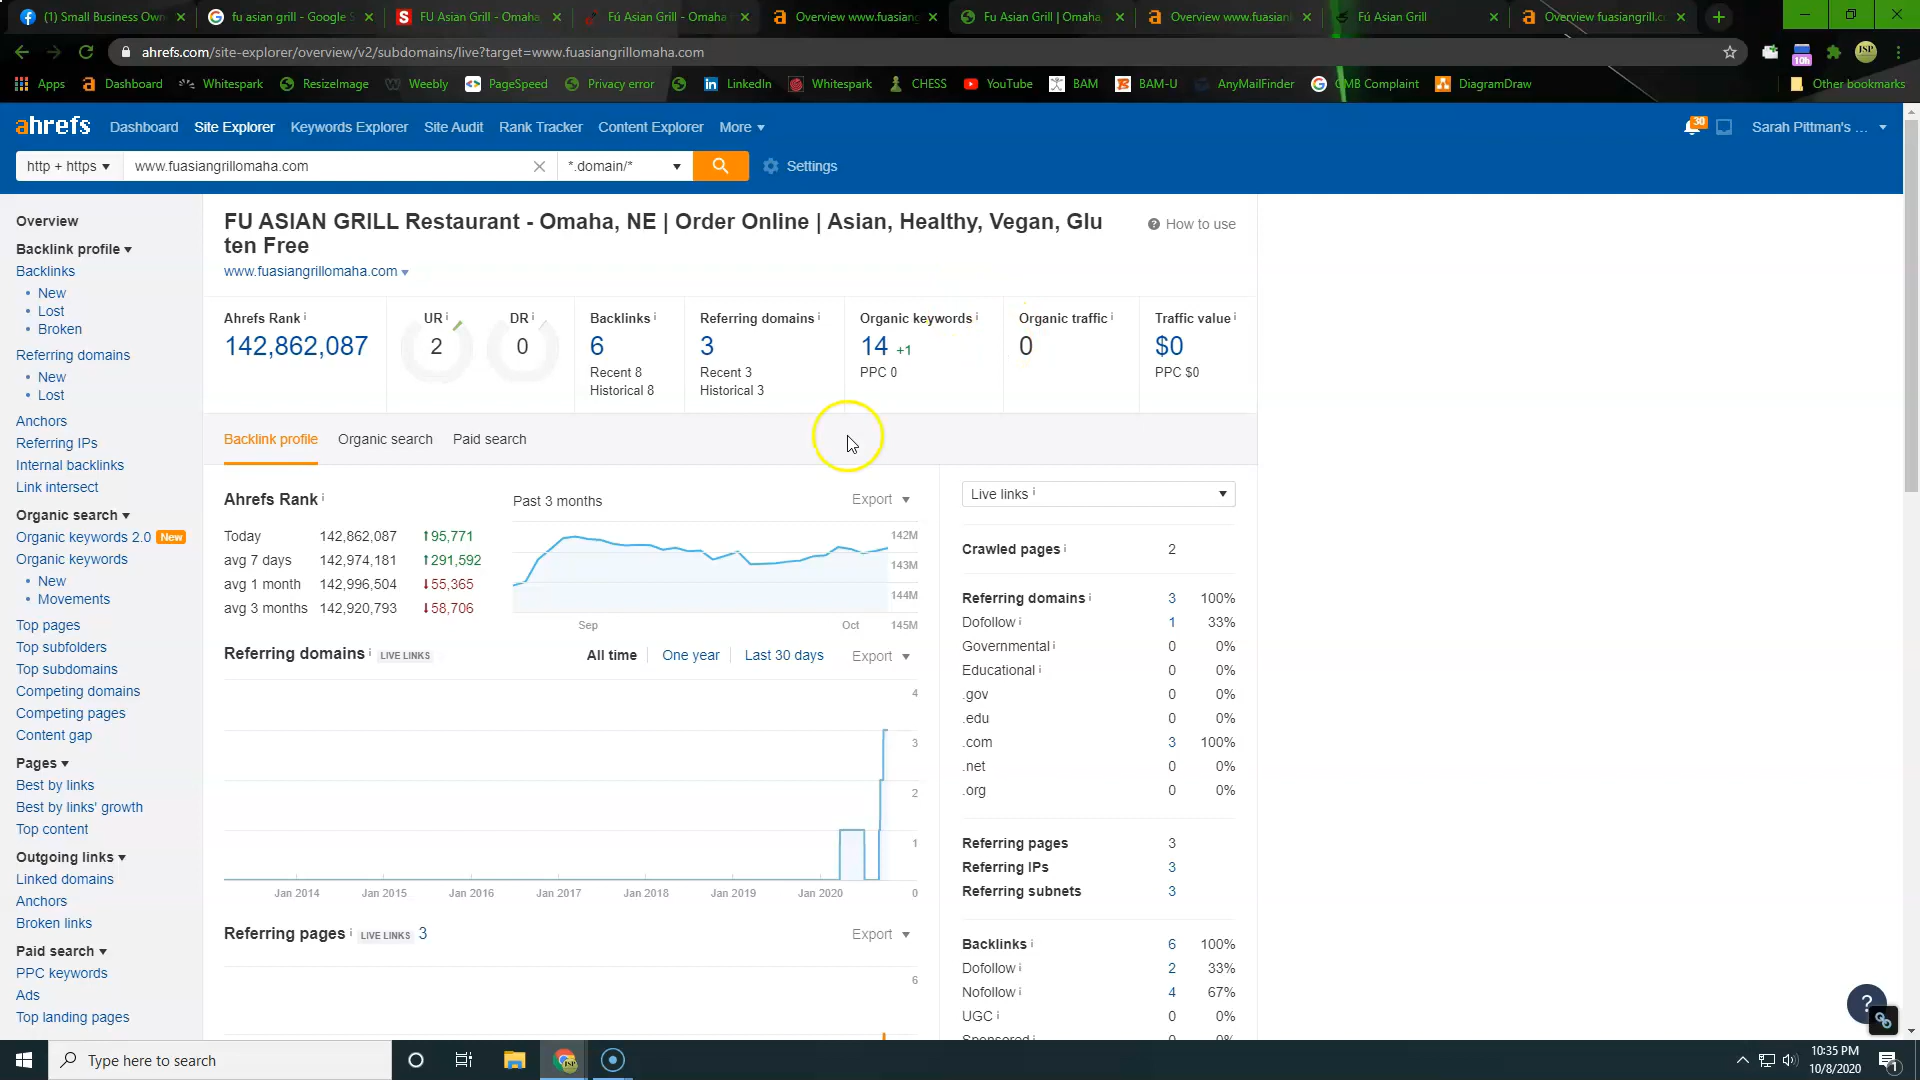 (1) Small Business Own
fu asian grill - Google S
FU Asian Grill - Omaha,
Fú Asian Grill - Omaha
Overview www.fuasiang
Fu Asian Grill | Omaha,
Overview www.fuasianl
Fú Asian Grill
Overview fuasiangrill.co
ahrefs.com/site-explorer/overview/v2/subdomains/live?target=www.fuasiangrillomaha.com
JSP
10h
Apps
Dashboard
Whitespark
ResizeImage
Weebly
PageSpeed
Privacy error
LinkedIn
Whitespark
CHESS
YouTube
BAM
BAM-U
AnyMailFinder
GMB Complaint
DiagramDraw
Other bookmarks
ahrefs
Dashboard
Site Explorer
Keywords Explorer
Site Audit
Rank Tracker
Content Explorer
More
30
Sarah Pittman's ...
http + https
www.fuasiangrillomaha.com
*.domain/*
Settings
Overview
Backlink profile
Backlinks
New
Lost
Broken
Referring domains
New
Lost
Anchors
Referring IPs
Internal backlinks
Link intersect
Organic search
Organic keywords 2.0 New
Organic keywords
New
Movements
Top pages
Top subfolders
Top subdomains
Competing domains
Competing pages
Content gap
Pages
Best by links
Best by links' growth
Top content
Outgoing links
Linked domains
Anchors
Broken links
Paid search
PPC keywords
Ads
Top landing pages
FU ASIAN GRILL Restaurant - Omaha, NE | Order Online | Asian, Healthy, Vegan, Glu
ten Free
How to use
www.fuasiangrillomaha.com
Ahrefs Rank
142,862,087
UR
2
DR
0
Backlinks
6
Recent 8
Historical 8
Referring domains
3
Recent 3
Historical 3
Organic keywords
14 +1
PPC 0
Organic traffic
0
Traffic value
$0
PPC $0
Backlink profile
Organic search
Paid search
Ahrefs Rank
Past 3 months
Export
Today 142,862,087 ↑95,771
avg 7 days 142,974,181 ↑291,592
avg 1 month 142,996,504 ↓55,365
avg 3 months 142,920,793 ↓58,706
142M
143M
144M
145M
Sep
Oct
Referring domains LIVE LINKS
All time
One year
Last 30 days
Export
4
3
2
1
0
Jan 2014
Jan 2015
Jan 2016
Jan 2017
Jan 2018
Jan 2019
Jan 2020
Referring pages LIVE LINKS 3
Export
6
Live links
Crawled pages 2
Referring domains 3 100%
Dofollow 1 33%
Governmental 0 0%
Educational 0 0%
.gov 0 0%
.edu 0 0%
.com 3 100%
.net 0 0%
.org 0 0%
Referring pages 3
Referring IPs 3
Referring subnets 3
Backlinks 6 100%
Dofollow 2 33%
Nofollow 4 67%
UGC 0 0%
Sponsored 0 0%
?
Type here to search
10:35 PM
10/8/2020
1